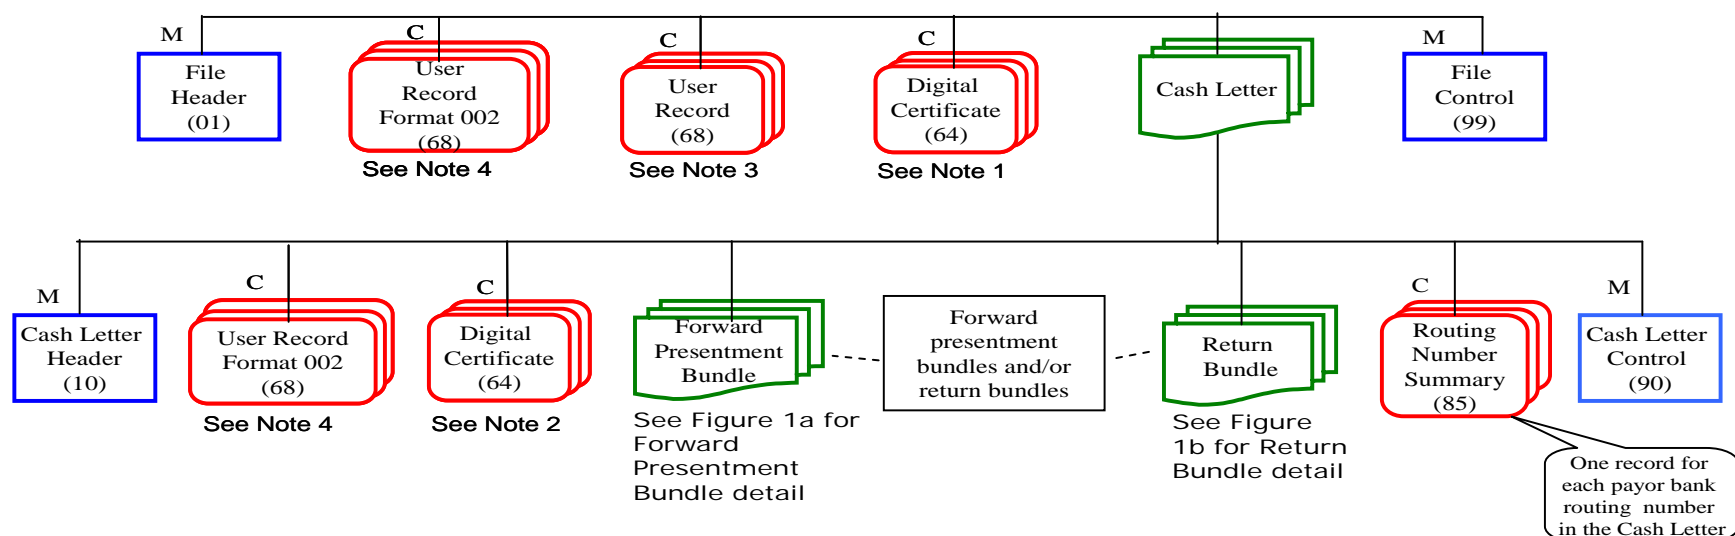 M
File
Header
(01)
C
User
Record
Format 002
(68)
See Note 4
C
User
Record
(68)
See Note 3
C
Digital
Certificate
(64)
See Note 1
Cash Letter
M
File
Control
(99)
M
Cash Letter
Header
(10)
C
User Record
Format 002
(68)
See Note 4
C
Digital
Certificate
(64)
See Note 2
Forward
Presentment
Bundle
See Figure 1a for
Forward
Presentment
Bundle detail
Forward
presentment
bundles and/or
return bundles
Return
Bundle
See Figure
1b for Return
Bundle detail
C
Routing
Number
Summary
(85)
One record for
each payor bank
routing number
in the Cash Letter
M
Cash Letter
Control
(90)